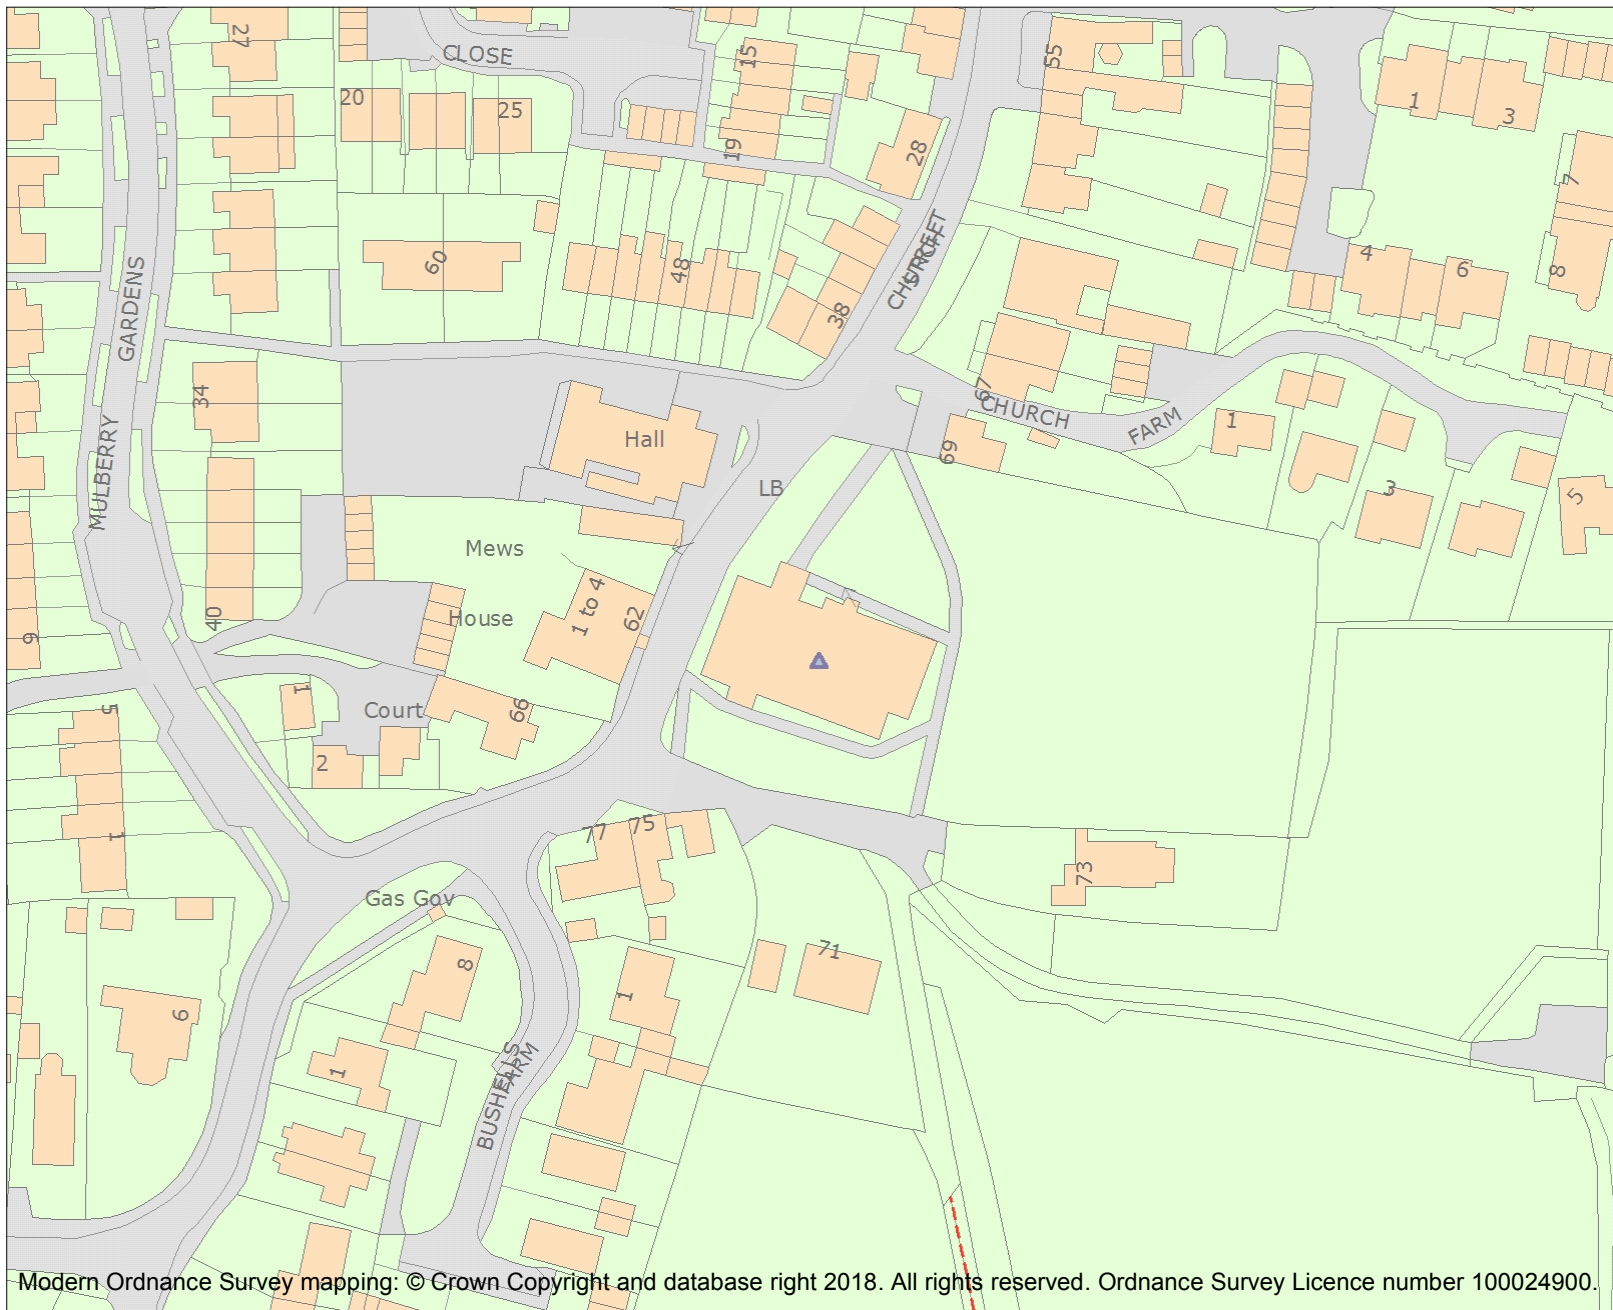 27
CLOSE
15
55
20
25
1
3
19
28
7
CHURCH
STREET
60
48
4
6
8
GARDENS
38
34
67
CHURCH
FARM
1
Hall
69
MULBERRY
LB
3
5
Mews
1 to 4
62
House
40
9
1
5
Court
66
2
77
75
1
73
Gas Gov
71
8
1
6
1
BUSHELLS
FARM
Modern Ordnance Survey mapping: © Crown Copyright and database right 2018. All rights reserved. Ordnance Survey Licence number 100024900.